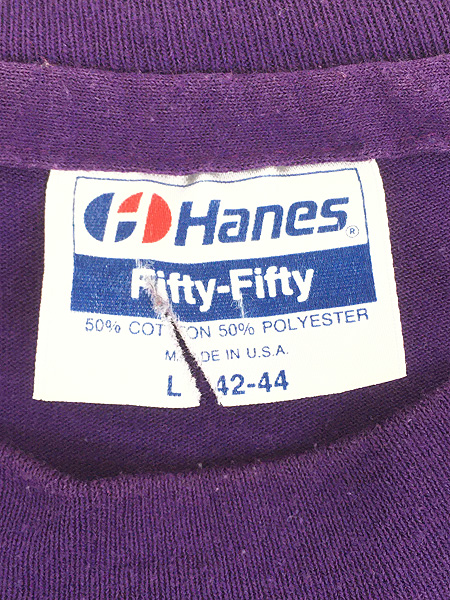 Hanes®
Fifty-Fifty
50% COTTON 50% POLYESTER
MADE IN U.S.A.
L 42-44